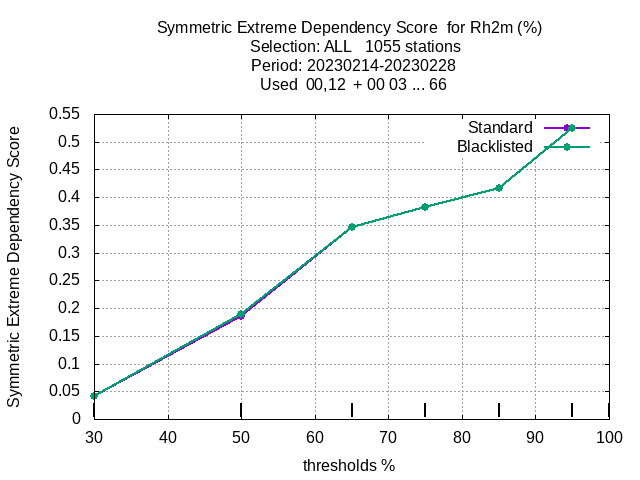 Symmetric Extreme Dependency Score  for Rh2m (%)
Selection: ALL   1055 stations
Period: 20230214-20230228
Used  00,12  + 00 03 ... 66
Symmetric Extreme Dependency Score
0.55
0.5
0.45
0.4
0.35
0.3
0.25
0.2
0.15
0.1
0.05
0
Standard
Blacklisted
30 40 50 60 70 80 90 100
thresholds %